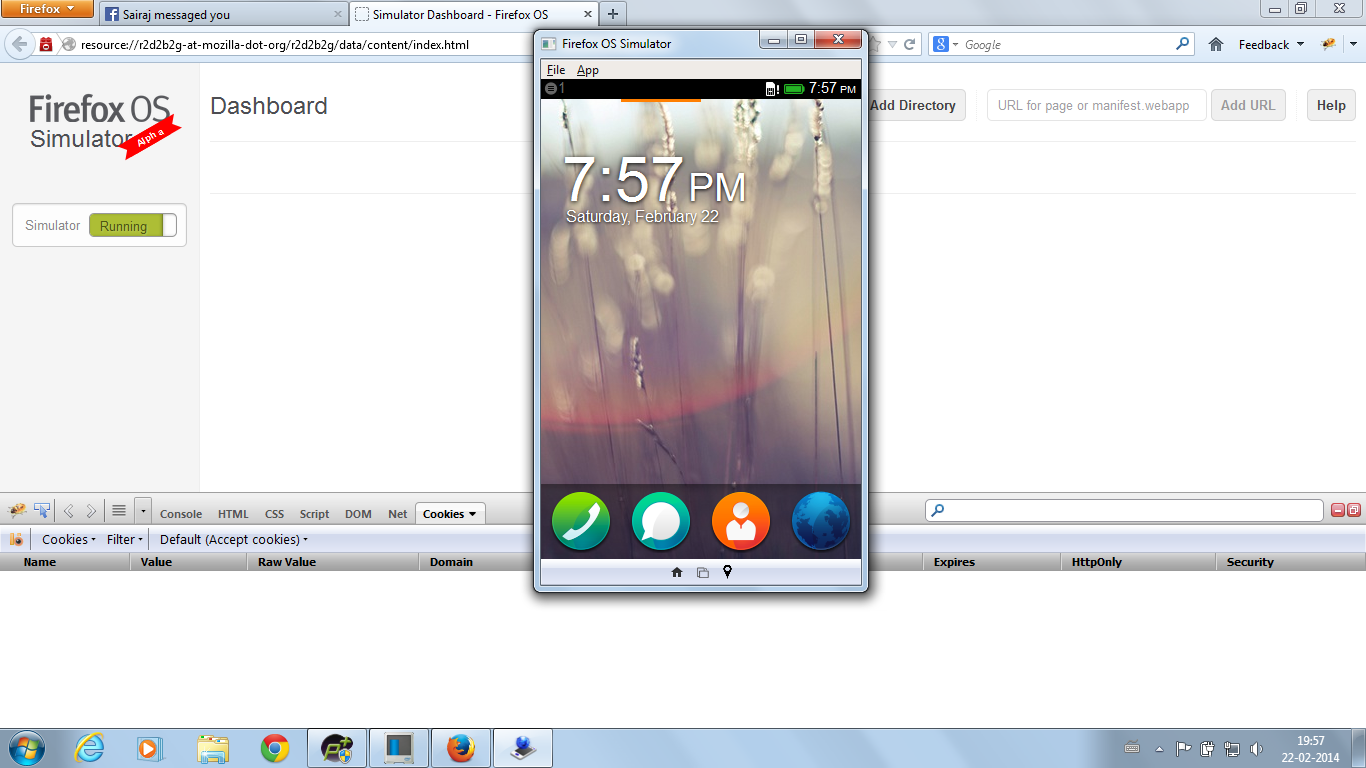 Firefox
Sairaj messaged you
Simulator Dashboard - Firefox OS
resource://r2d2b2g-at-mozilla-dot-org/r2d2b2g/data/content/index.html
Google
Feedback
Firefox OS
Simulator
Alpha
Dashboard
Add Directory
URL for page or manifest.webapp
Add URL
Help
Simulator
Running
Firefox OS Simulator
File App
1
7:57 PM
7:57 PM
Saturday, February 22
Console HTML CSS Script DOM Net Cookies
Cookies Filter Default (Accept cookies)
Name Value Raw Value Domain Expires HttpOnly Security
19:57
22-02-2014